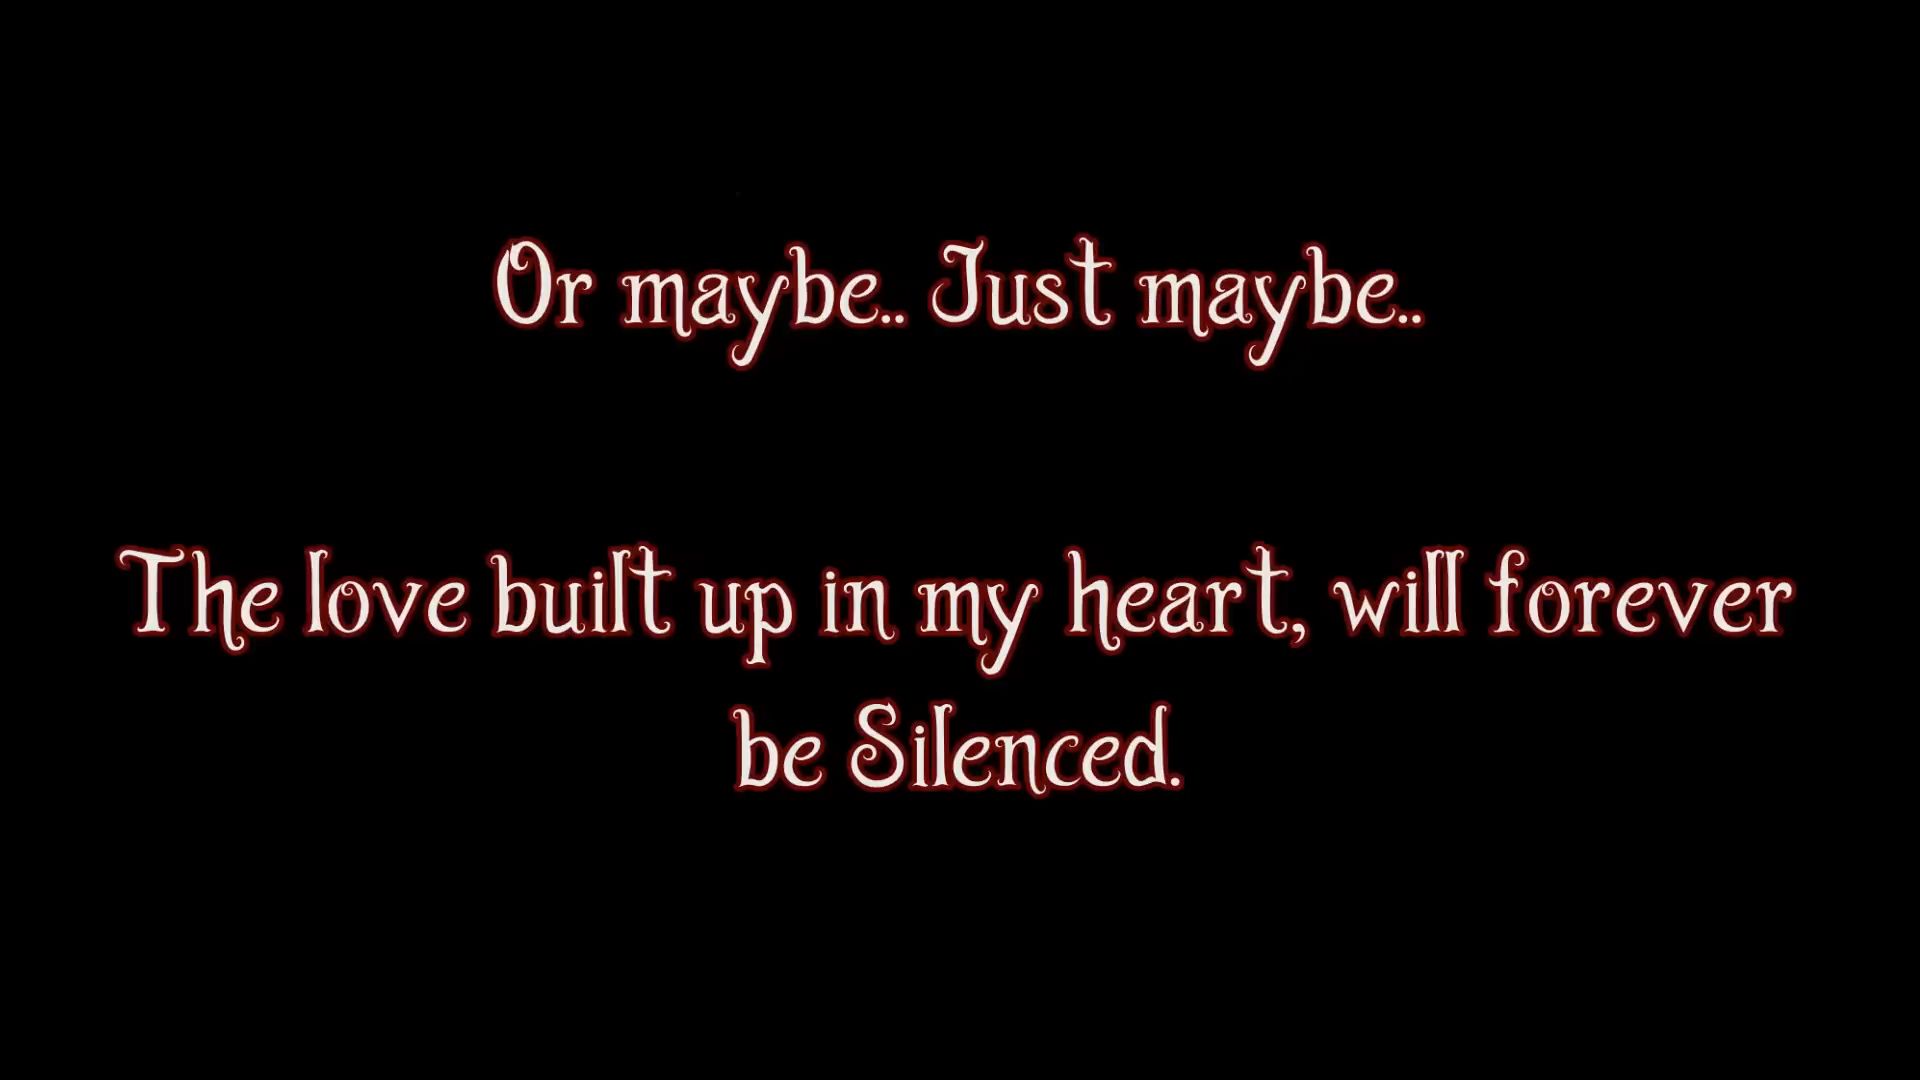 Or maybe.. Just maybe..
The love built up in my heart, will forever
be Silenced.